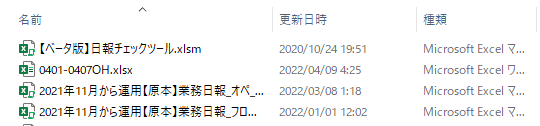 名前 更新日時 種類
【ベータ版】日報チェックツール.xlsm 2020/10/24 19:51 Microsoft Excel マ...
0401-0407OH.xlsx 2022/04/09 4:25 Microsoft Excel ワ...
2021年11月から運用【原本】業務日報_オペ_... 2022/03/08 1:18 Microsoft Excel マ...
2021年11月から運用【原本】業務日報_フロ... 2022/01/01 12:02 Microsoft Excel マ...